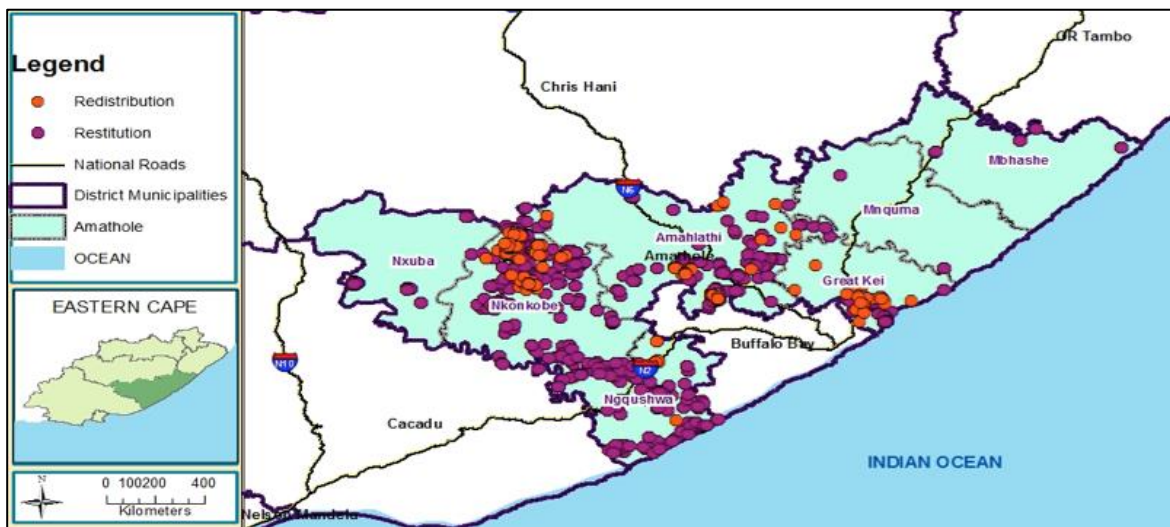 Legend
Redistribution
Restitution
National Roads
District Municipalities
Amathole
OCEAN
EASTERN CAPE
N
0 100200 400
Kilometers
OR Tambo
Chris Hani
N6
Mbhashe
Mnquma
Amahlathi
Amathole
Nxuba
Great Kei
Nkonkobe
Buffalo Bay
N10
N2
Ngqushwa
Cacadu
INDIAN OCEAN
Nelson Mandela